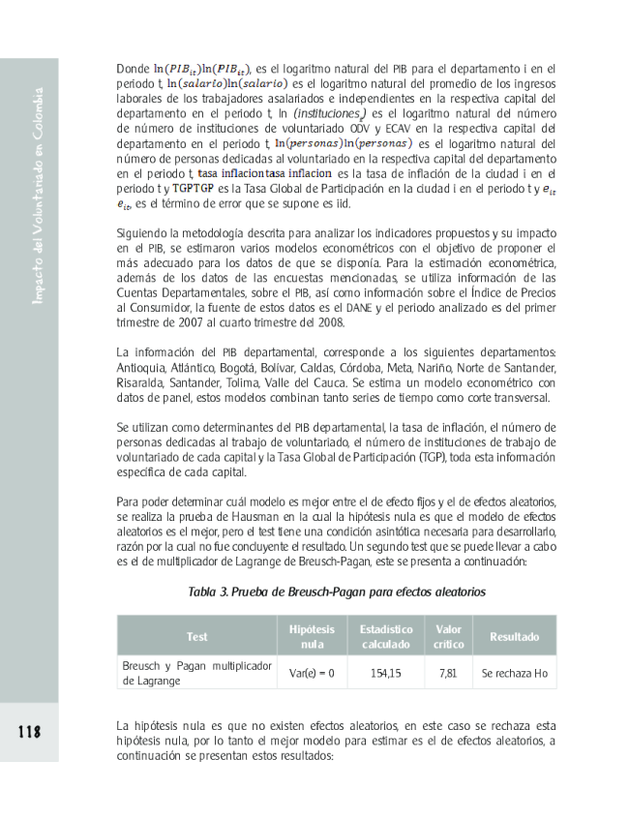 Impacto del Voluntariado en Colombia
Donde ln(PIBit)ln(PIBit), es el logaritmo natural del PIB para el departamento i en el
periodo t, ln(salario)ln(salario) es el logaritmo natural del promedio de los ingresos
laborales de los trabajadores asalariados e independientes en la respectiva capital del
departamento en el periodo t, ln (institucionest) es el logaritmo natural del número
de número de instituciones de voluntariado ODV y ECAV en la respectiva capital del
departamento en el periodo t, ln(personas)ln(personas) es el logaritmo natural del
número de personas dedicadas al voluntariado en la respectiva capital del departamento
en el periodo t, tasa inflaciontasa inflacion es la tasa de inflación de la ciudad i en el
periodo t y TGPTGP es la Tasa Global de Participación en la ciudad i en el periodo t y eit
eit, es el término de error que se supone es iid.
Siguiendo la metodología descrita para analizar los indicadores propuestos y su impacto
en el PIB, se estimaron varios modelos econométricos con el objetivo de proponer el
más adecuado para los datos de que se disponía. Para la estimación econométrica,
además de los datos de las encuestas mencionadas, se utiliza información de las
Cuentas Departamentales, sobre el PIB, así como información sobre el Índice de Precios
al Consumidor, la fuente de estos datos es el DANE y el periodo analizado es del primer
trimestre de 2007 al cuarto trimestre del 2008.
La información del PIB departamental, corresponde a los siguientes departamentos:
Antioquia, Atlántico, Bogotá, Bolívar, Caldas, Córdoba, Meta, Nariño, Norte de Santander,
Risaralda, Santander, Tolima, Valle del Cauca. Se estima un modelo econométrico con
datos de panel, estos modelos combinan tanto series de tiempo como corte transversal.
Se utilizan como determinantes del PIB departamental, la tasa de inflación, el número de
personas dedicadas al trabajo de voluntariado, el número de instituciones de trabajo de
voluntariado de cada capital y la Tasa Global de Participación (TGP), toda esta información
específica de cada capital.
Para poder determinar cuál modelo es mejor entre el de efecto fijos y el de efectos aleatorios,
se realiza la prueba de Hausman en la cual la hipótesis nula es que el modelo de efectos
aleatorios es el mejor, pero el test tiene una condición asintótica necesaria para desarrollarlo,
razón por la cual no fue concluyente el resultado. Un segundo test que se puede llevar a cabo
es el de multiplicador de Lagrange de Breusch-Pagan, este se presenta a continuación:
Tabla 3. Prueba de Breusch-Pagan para efectos aleatorios
Test Hipótesis nula Estadístico calculado Valor crítico Resultado
Breusch y Pagan multiplicador
de Lagrange Var(e) = 0 154,15 7,81 Se rechaza Ho
La hipótesis nula es que no existen efectos aleatorios, en este caso se rechaza esta
hipótesis nula, por lo tanto el mejor modelo para estimar es el de efectos aleatorios, a
continuación se presentan estos resultados:
118